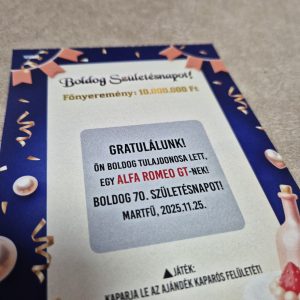 Boldog Születésnapot!
Főnyeremény: 10.000.000 Ft
GRATULÁLUNK!
ÖN BOLDOG TULAJDONOSA LETT,
EGY ALFA ROMEO GT-NEK!
BOLDOG 70. SZÜLETÉSNAPOT!
MARTFŰ, 2025.11.25.
▲JÁTÉK:
KAPARJA LE AZ AJÁNDÉK KAPARÓS FELÜLETÉT!